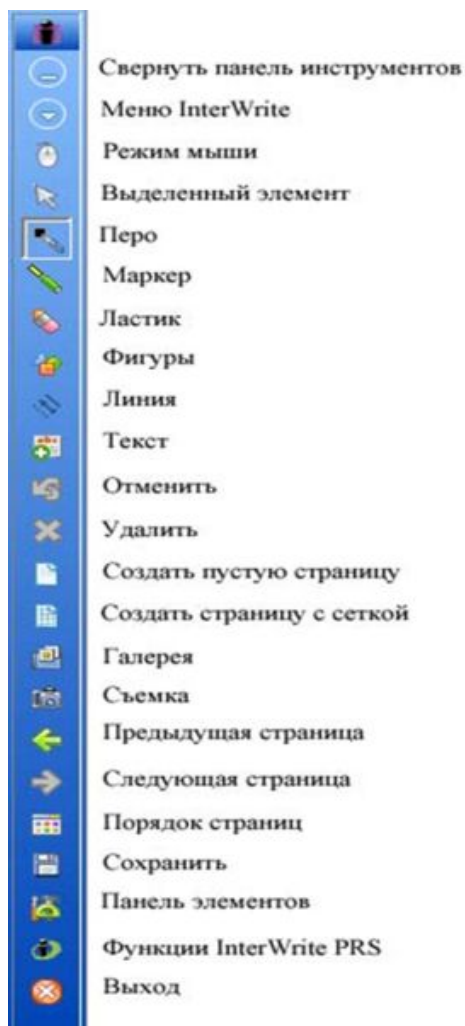 Свернуть панель инструментов
Меню InterWrite
Режим мыши
Выделенный элемент
Перо
Маркер
Ластик
Фигуры
Линия
Текст
Отменить
Удалить
Создать пустую страницу
Создать страницу с сеткой
Галерея
Съемка
Предыдущая страница
Следующая страница
Порядок страниц
Сохранить
Панель элементов
Функции InterWrite PRS
Выход